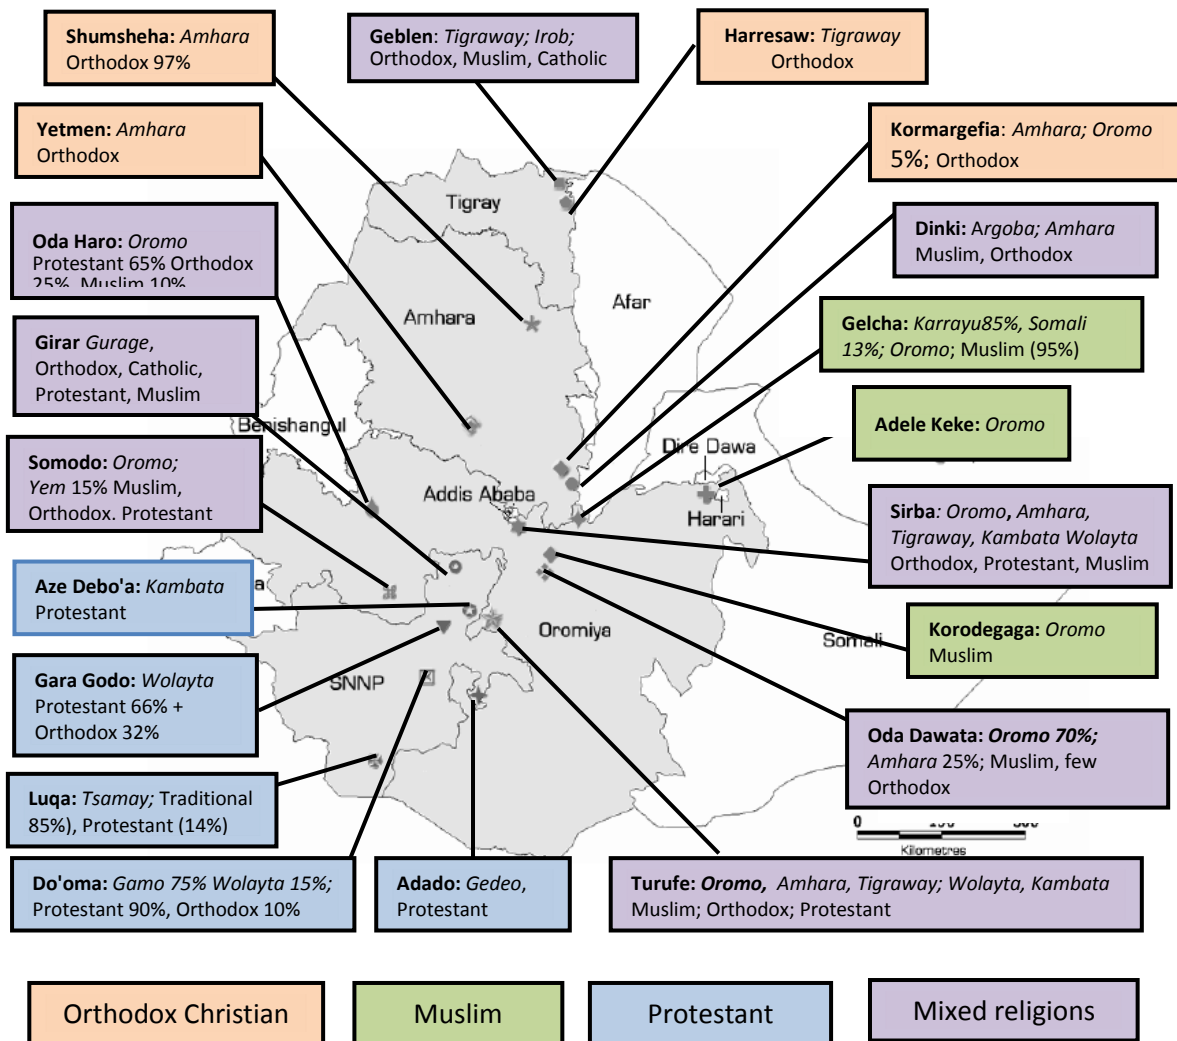 Shumsheha: Amhara
Orthodox 97%
Geblen: Tigraway; Irob;
Orthodox, Muslim, Catholic
Harresaw: Tigraway
Orthodox
Yetmen: Amhara
Orthodox
Kormargefia: Amhara; Oromo
5%; Orthodox
Oda Haro: Oromo
Protestant 65% Orthodox
25% Muslim 10%
Dinki: Argoba; Amhara
Muslim, Orthodox
Girar Gurage,
Orthodox, Catholic,
Protestant, Muslim
Gelcha: Karrayu85%, Somali
13%; Oromo; Muslim (95%)
Adele Keke: Oromo
Somodo: Oromo;
Yem 15% Muslim,
Orthodox. Protestant
Sirba: Oromo, Amhara,
Tigraway, Kambata Wolayta
Orthodox, Protestant, Muslim
Aze Debo'a: Kambata
Protestant
Korodegaga: Oromo
Muslim
Gara Godo: Wolayta
Protestant 66% +
Orthodox 32%
Oda Dawata: Oromo 70%;
Amhara 25%; Muslim, few
Orthodox
Luqa: Tsamay; Traditional
85%), Protestant (14%)
Do'oma: Gamo 75% Wolayta 15%;
Protestant 90%, Orthodox 10%
Adado: Gedeo,
Protestant
Turufe: Oromo, Amhara, Tigraway; Wolayta, Kambata
Muslim; Orthodox; Protestant
Tigray
Afar
Amhara
Benishangul
Dire Dawa
Addis Ababa
Harari
Oromiya
Somali
SNNP
0
Kilometres
Orthodox Christian
Muslim
Protestant
Mixed religions